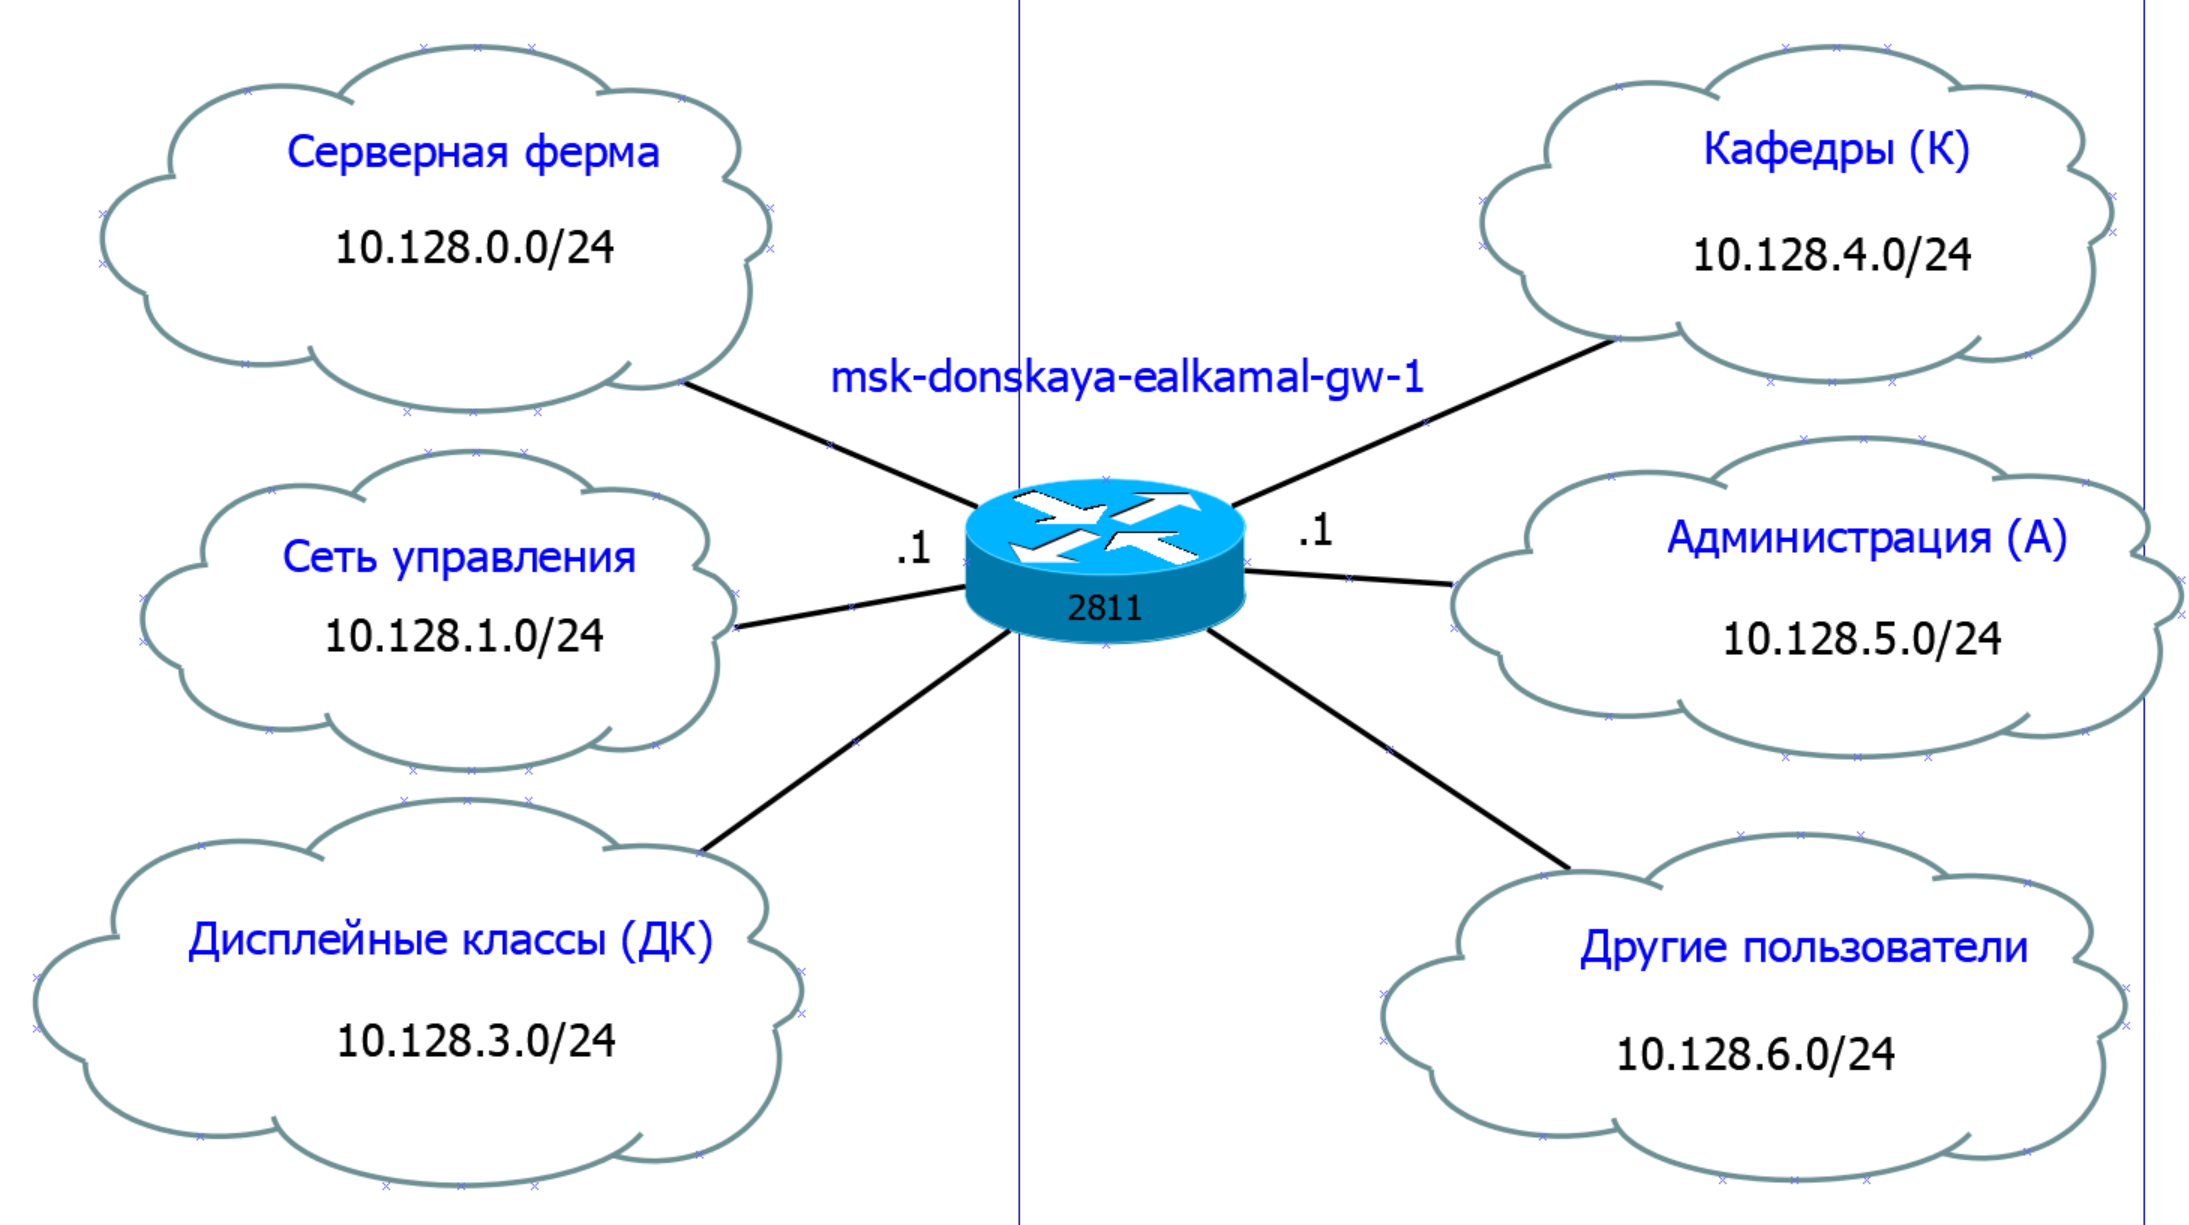 Серверная ферма
10.128.0.0/24
Кафедры (К)
10.128.4.0/24
msk-donskaya-ealkamal-gw-1
Сеть управления
10.128.1.0/24
.1
.1
2811
Администрация (А)
10.128.5.0/24
Дисплейные классы (ДК)
10.128.3.0/24
Другие пользователи
10.128.6.0/24